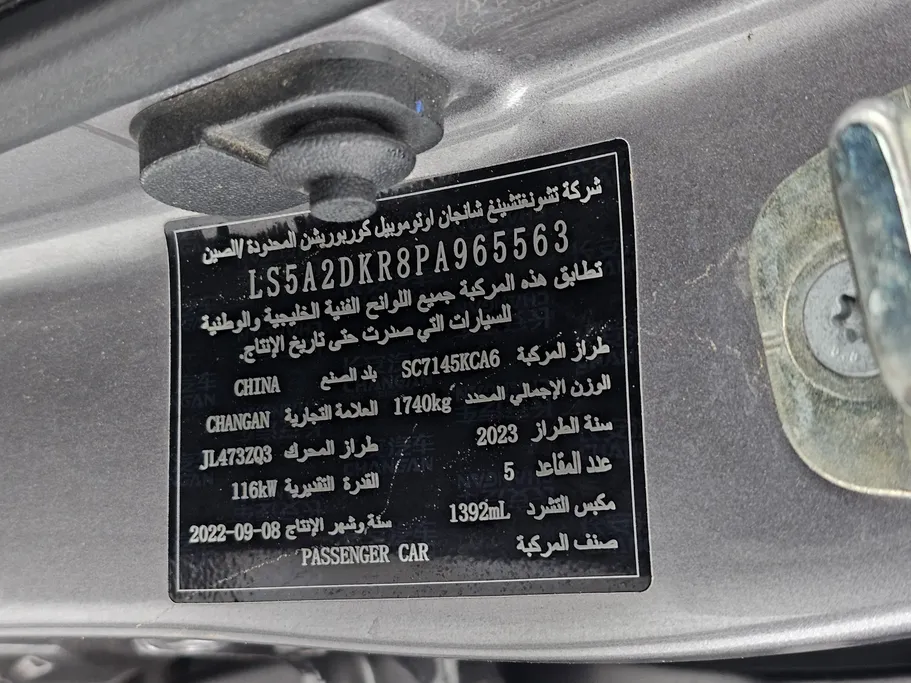 شركة تشونغتشينغ شانجان اوتوموبيل كوربوريشن المحدودة /الصين
LS5A2DKR8PA965563
تطابق هذه المركبة جميع اللوائح الفنية الخليجية والوطنية
للسيارات التي صدرت حتى تاريخ الإنتاج.
طراز المركبة SC7145KCA6 بلد الصنع CHINA
الوزن الإجمالي المحدد 1740kg العلامة التجارية CHANGAN
سنة الطراز 2023 طراز المحرك JL473ZQ3
عدد المقاعد 5 القدرة التقديرية 116kW
مكبس التشرد 1392mL سنة وشهر الإنتاج 2022-09-08
صنف المركبة PASSENGER CAR